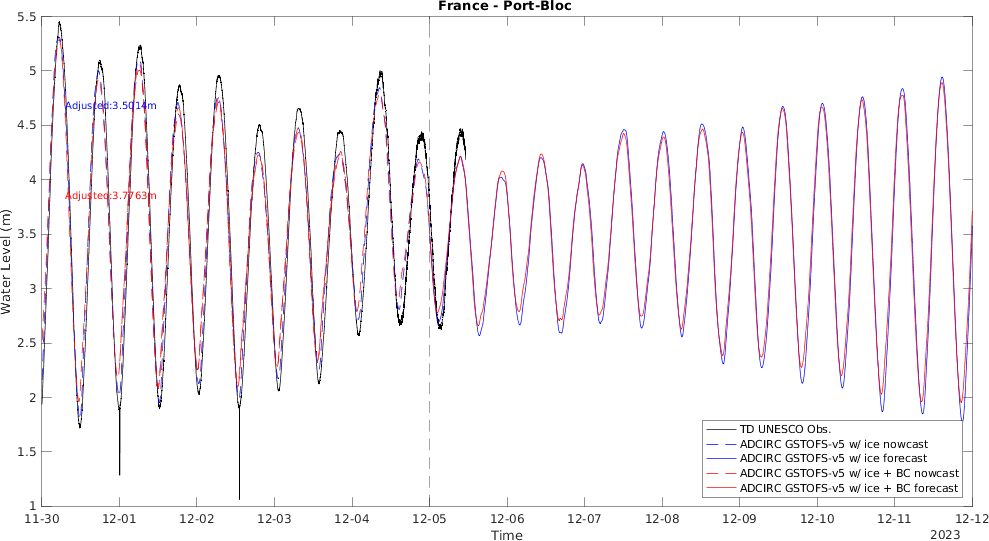 France - Port-Bloc
5.5
5
4.5
4
3.5
3
2.5
2
1.5
1
Water Level (m)
Adjusted:3.5014m
Adjusted:3.7763m
TD UNESCO Obs.
ADCIRC GSTOFS-v5 w/ ice nowcast
ADCIRC GSTOFS-v5 w/ ice forecast
ADCIRC GSTOFS-v5 w/ ice + BC nowcast
ADCIRC GSTOFS-v5 w/ ice + BC forecast
11-30 12-01 12-02 12-03 12-04 12-05 12-06 12-07 12-08 12-09 12-10 12-11 12-12
Time
2023